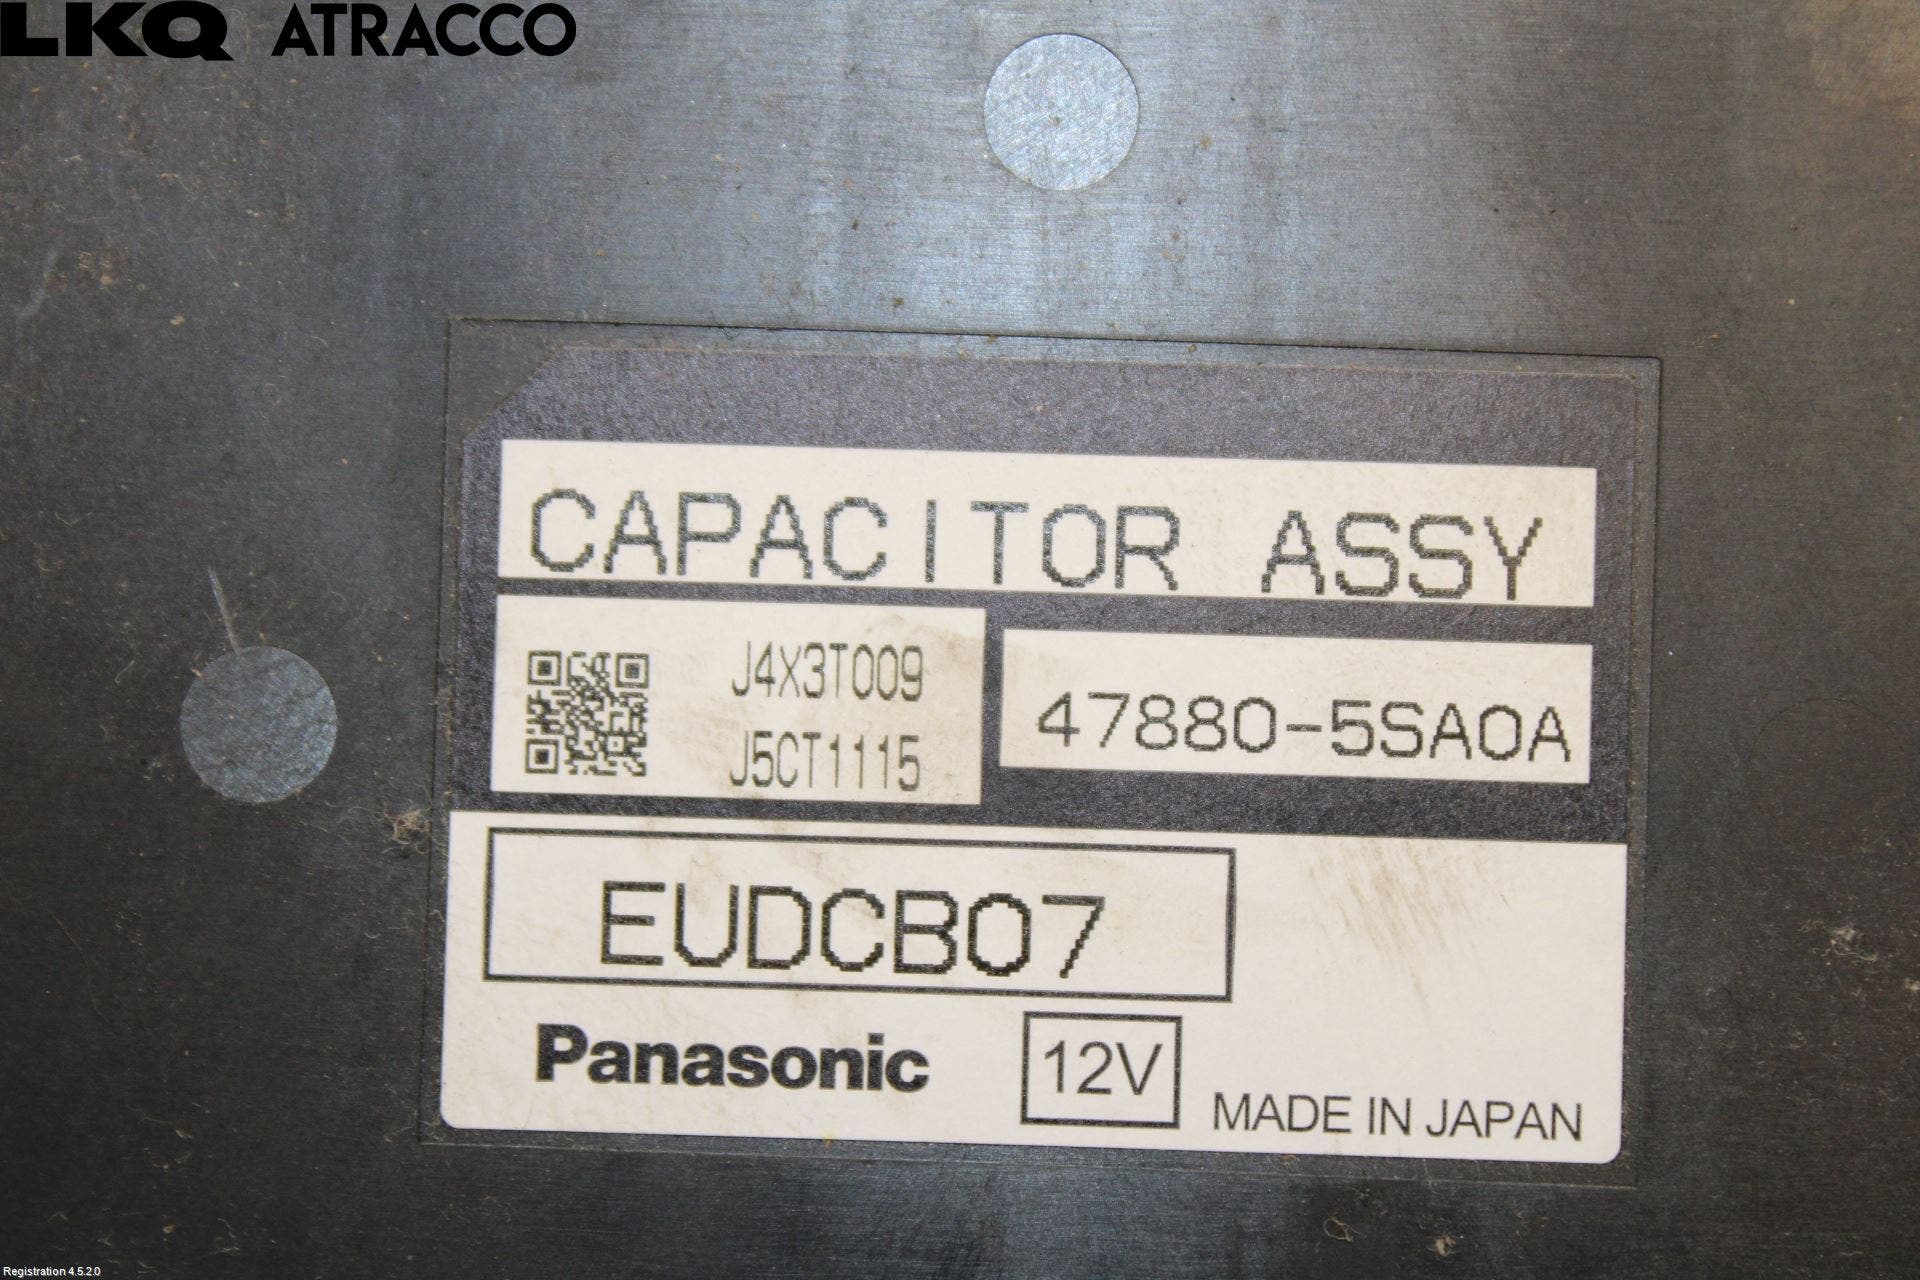 LKQ ATRACCO
CAPACITOR ASSY
J4X3T009
J5CT1115
47880-5SA0A
EUDCB07
Panasonic
12V
MADE IN JAPAN
Registration 4.5.2.0